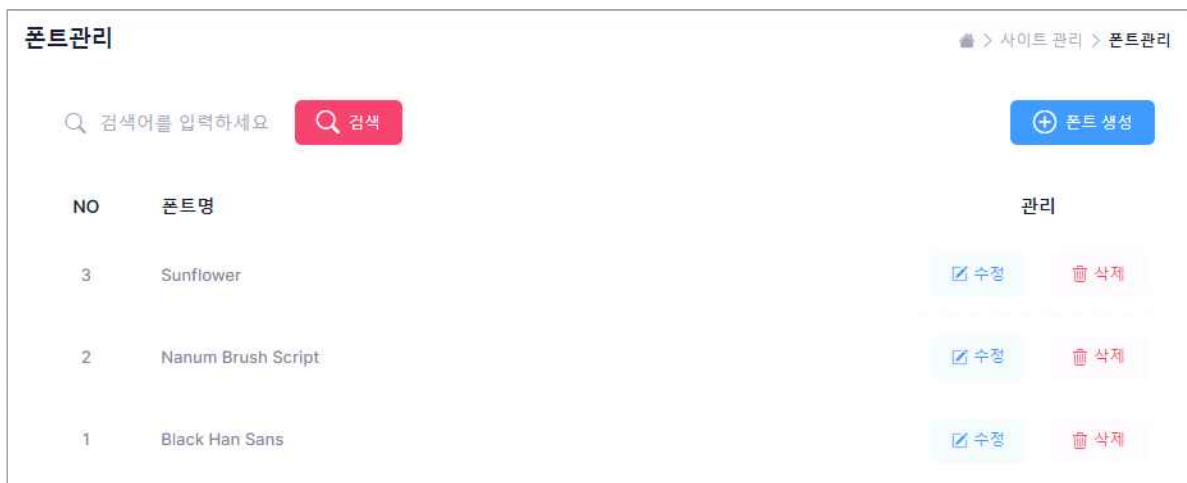 폰트관리
> 사이트 관리 > 폰트관리
검색어를 입력하세요 검색 폰트 생성
NO 폰트명 관리
3 Sunflower 수정 삭제
2 Nanum Brush Script 수정 삭제
1 Black Han Sans 수정 삭제